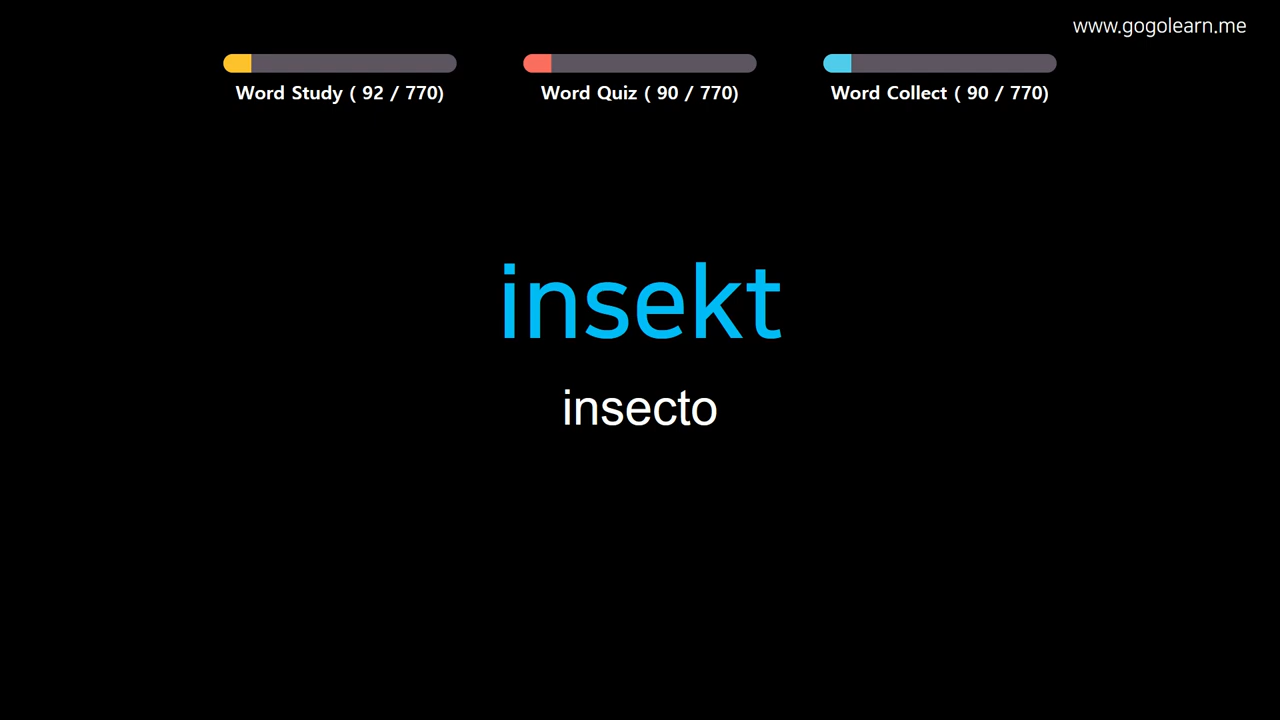 www.gogolearn.me
Word Study ( 92 / 770)
Word Quiz ( 90 / 770)
Word Collect ( 90 / 770)
insekt
insecto